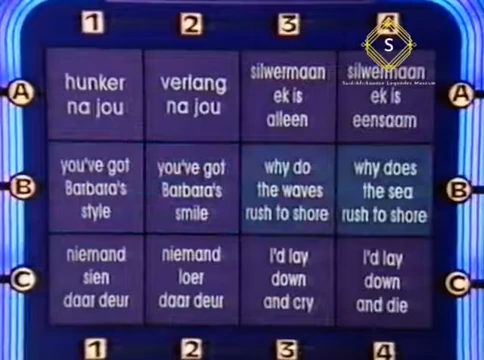 1 2 3 4
S
A
hunker
na jou
verlang
na jou
silwermaan
ek is
alleen
silwermaan
ek is
eensaam
A
B
you've got
Barbara's
style
you've got
Barbara's
smile
why do
the waves
rush to shore
why does
the sea
rush to shore
B
C
niemand
sien
daar deur
niemand
loer
daar deur
I'd lay
down
and cry
I'd lay
down
and die
C
1 2 3 4